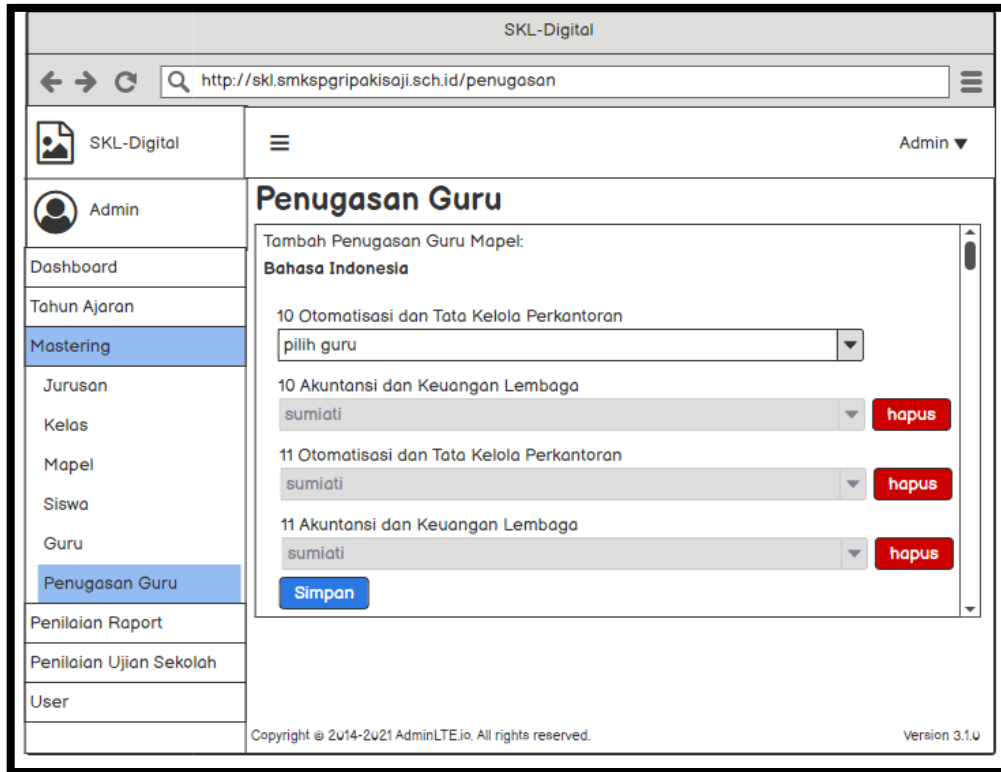 SKL-Digital
http://skl.smkspgripakisaji.sch.id/penugasan
SKL-Digital
Admin
Admin
Dashboard
Tahun Ajaran
Mastering
Jurusan
Kelas
Mapel
Siswa
Guru
Penugasan Guru
Penilaian Raport
Penilaian Ujian Sekolah
User
Penugasan Guru
Tambah Penugasan Guru Mapel:
Bahasa Indonesia
10 Otomatisasi dan Tata Kelola Perkantoran
pilih guru
10 Akuntansi dan Keuangan Lembaga
sumiati hapus
11 Otomatisasi dan Tata Kelola Perkantoran
sumiati hapus
11 Akuntansi dan Keuangan Lembaga
sumiati hapus
Simpan
Copyright © 2014-2021 AdminLTE.io. All rights reserved. Version 3.1.0